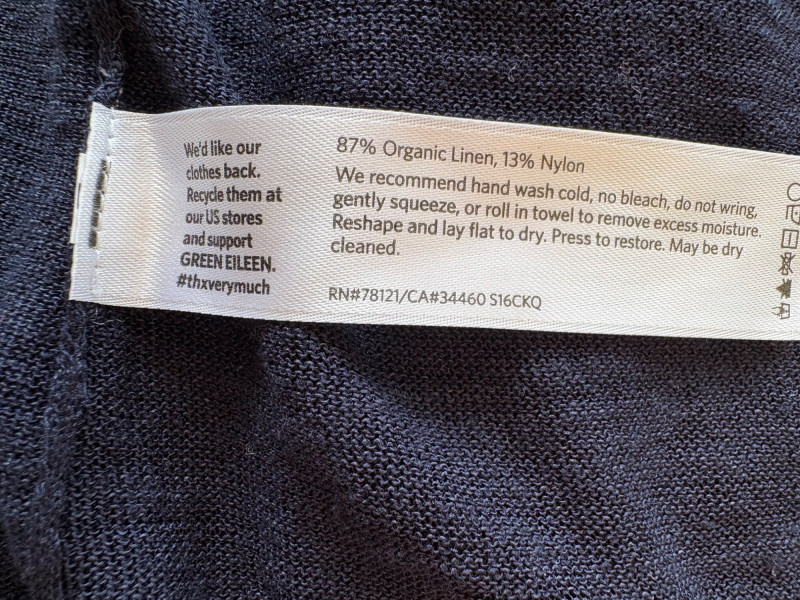 We'd like our
clothes back.
Recycle them at
our US stores
and support
GREEN EILEEN.
#thxverymuch
87% Organic Linen, 13% Nylon
We recommend hand wash cold, no bleach, do not wring,
gently squeeze, or roll in towel to remove excess moisture.
Reshape and lay flat to dry. Press to restore. May be dry
cleaned.
RN#78121/CA#34460 S16CKQ